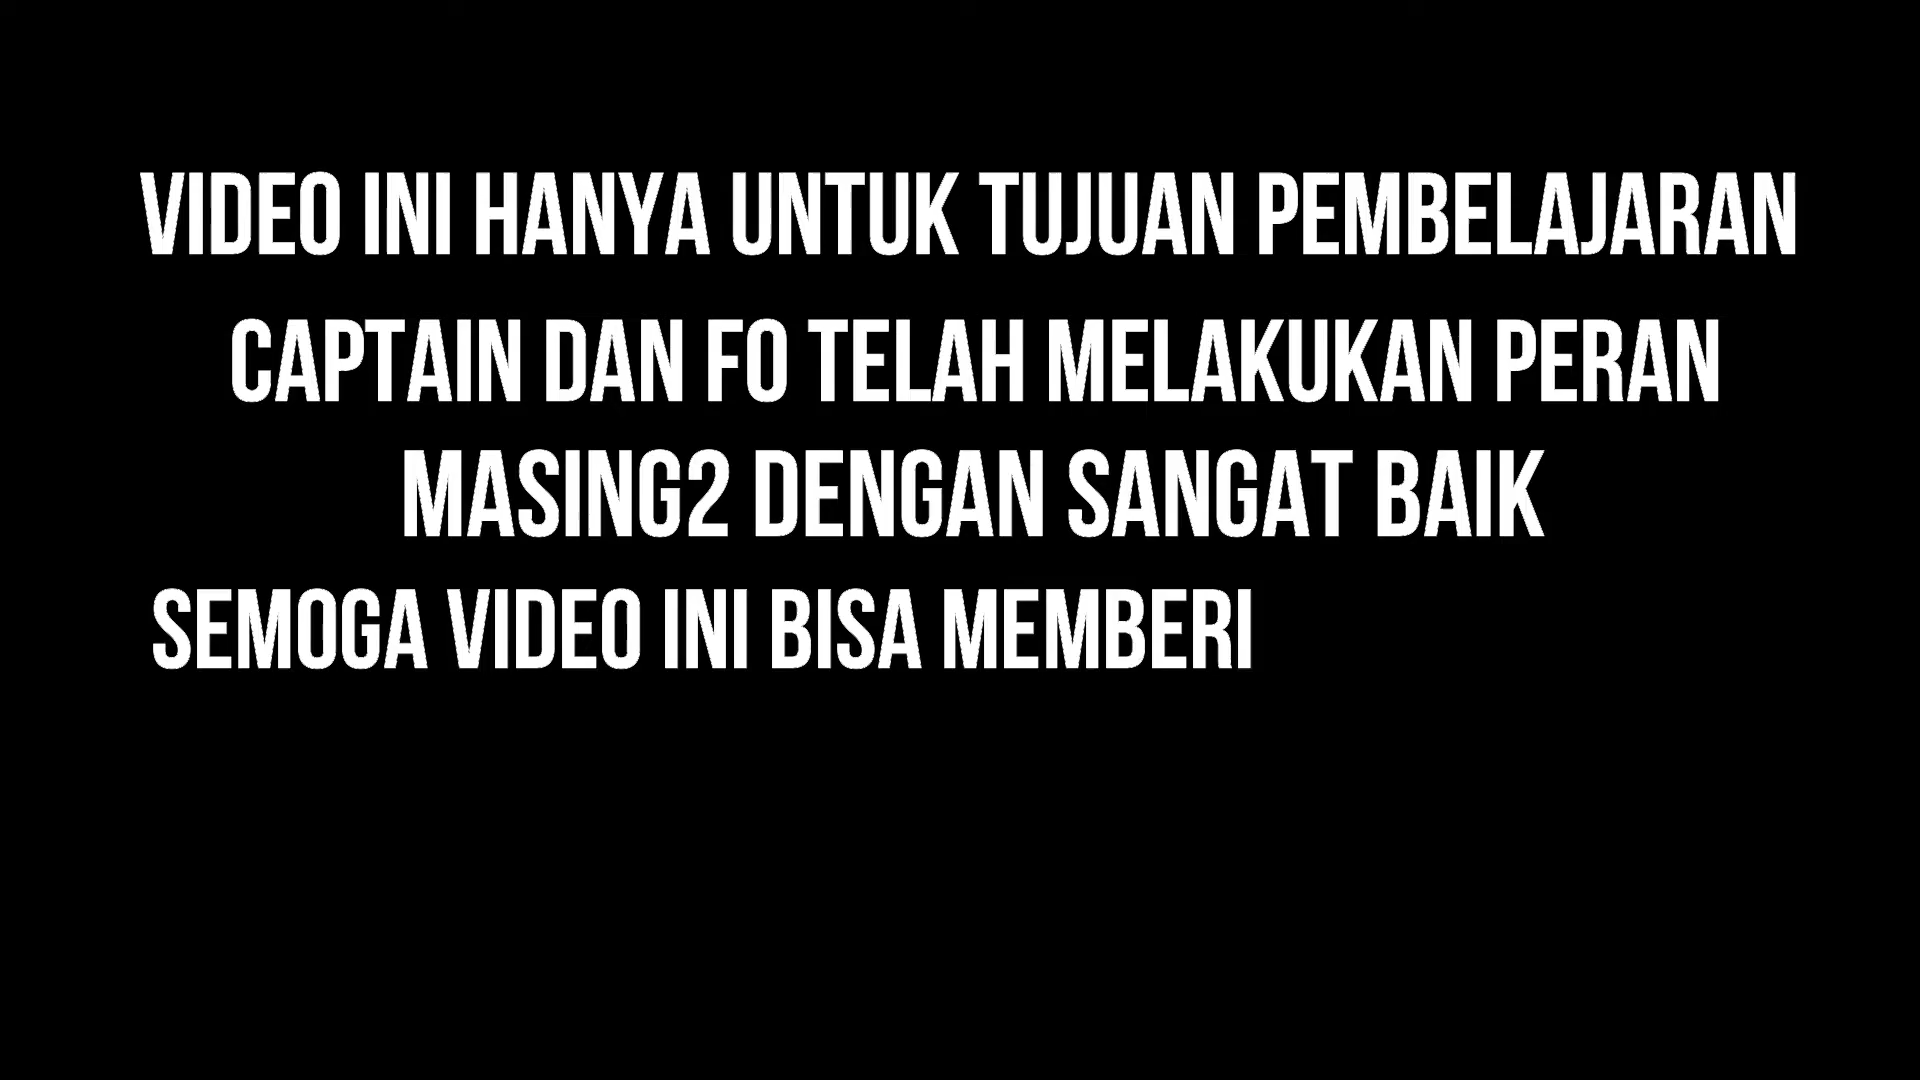 VIDEO INI HANYA UNTUK TUJUAN PEMBELAJARAN
CAPTAIN DAN FO TELAH MELAKUKAN PERAN
MASING2 DENGAN SANGAT BAIK
SEMOGA VIDEO INI BISA MEMBERI